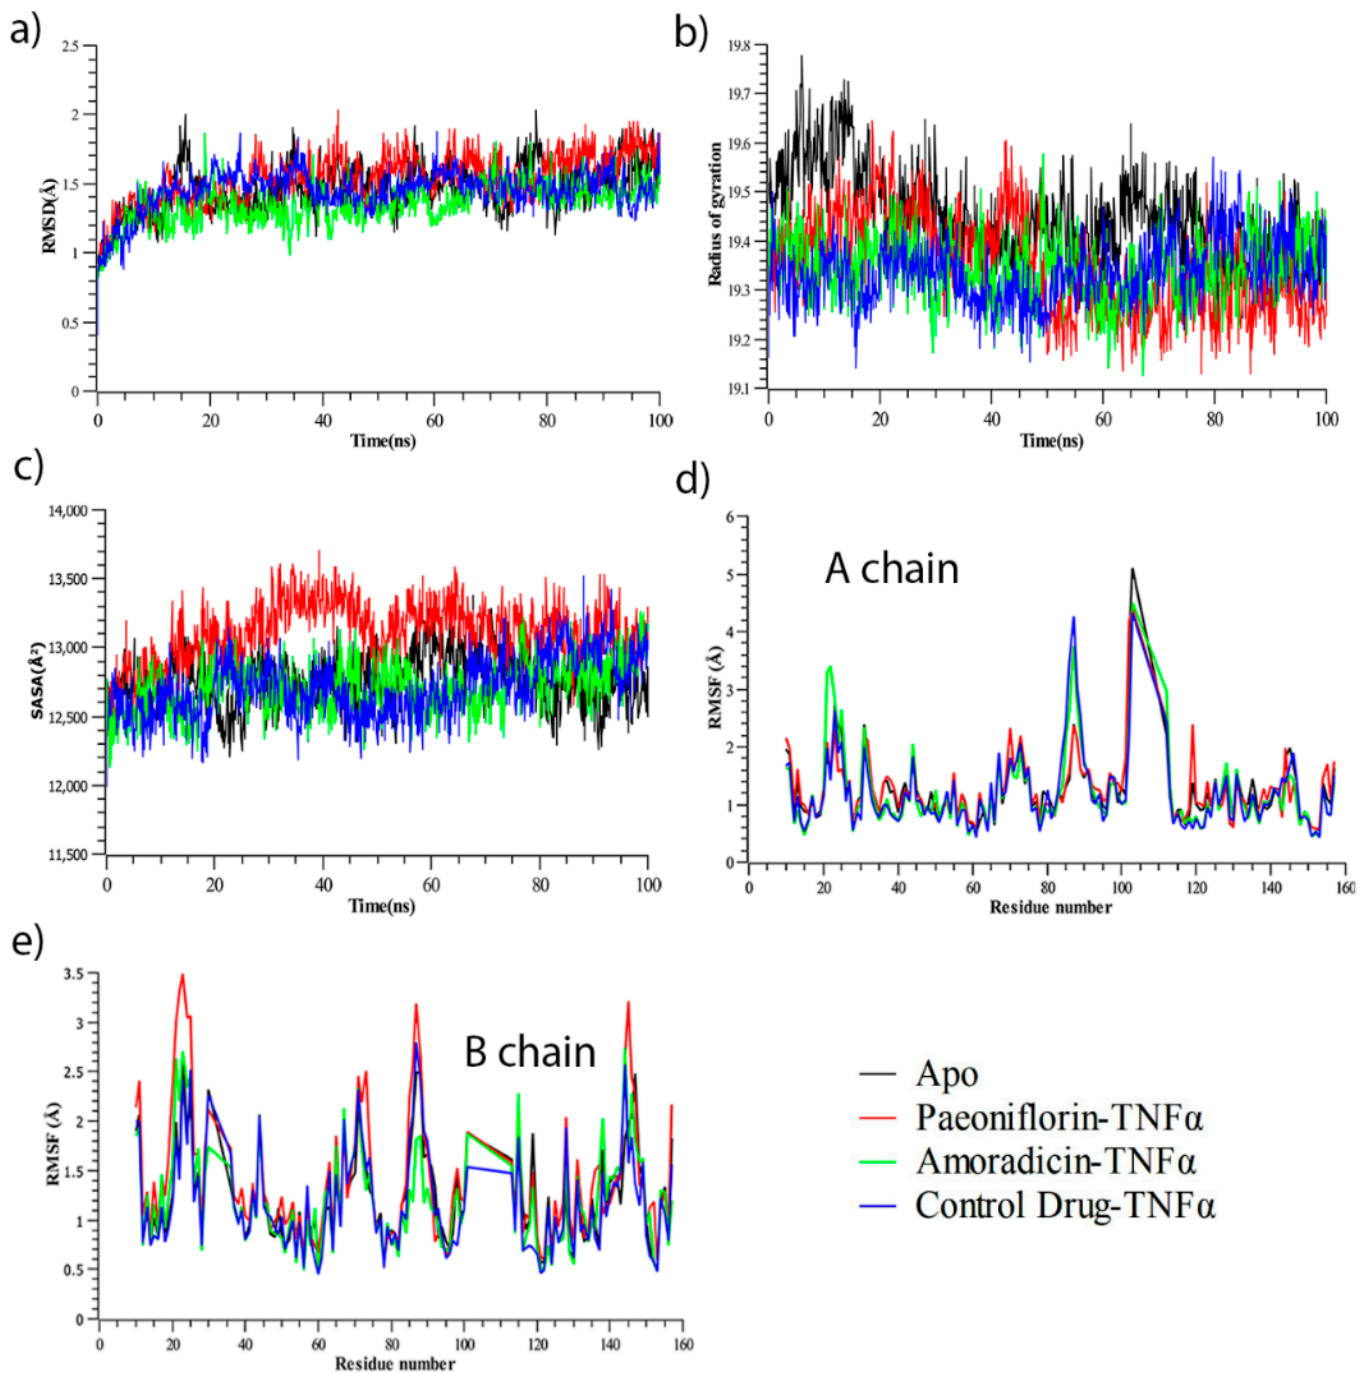 a)
2.5
2
1.5
1
0.5
0
RMSD(Å)
0 20 40 60 80 100
Time(ns)
b)
19.8
19.7
19.6
19.5
19.4
19.3
19.2
19.1
Radius of gyration
0 20 40 60 80 100
Time(ns)
c)
14,000
13,500
13,000
12,500
12,000
11,500
SASA(Å²)
0 20 40 60 80 100
Time(ns)
d)
A chain
6
5
4
3
2
1
0
RMSF (Å)
0 20 40 60 80 100 120 140 160
Residue number
e)
B chain
3.5
3
2.5
2
1.5
1
0.5
0
RMSF (Å)
0 20 40 60 80 100 120 140 160
Residue number
Apo
Paeoniflorin-TNFα
Amoradicin-TNFα
Control Drug-TNFα